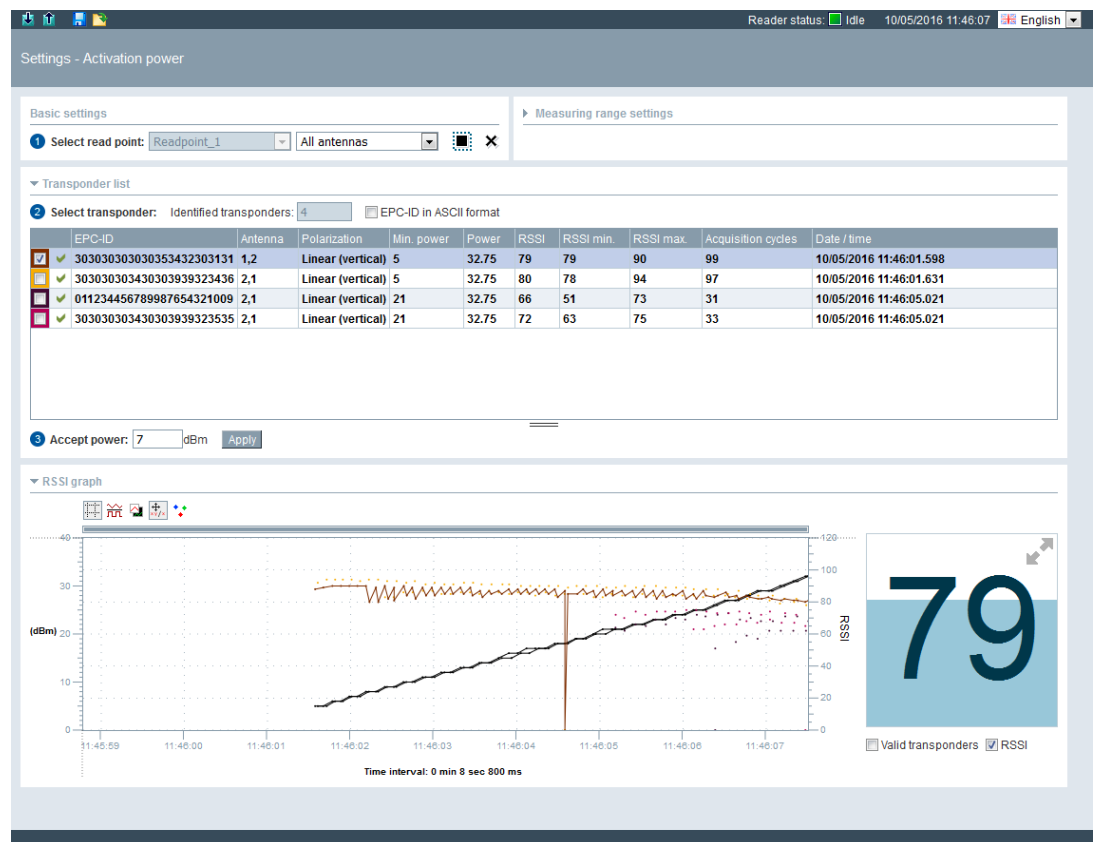 Reader status: Idle 10/05/2016 11:46:07 English
Settings - Activation power
Basic settings
Measuring range settings
1 Select read point: Readpoint_1 All antennas
Transponder list
2 Select transponder: Identified transponders: 4 EPC-ID in ASCII format
EPC-ID Antenna Polarization Min. power Power RSSI RSSI min. RSSI max. Acquisition cycles Date / time
303030303030353432303131 1,2 Linear (vertical) 5 32.75 79 79 90 99 10/05/2016 11:46:01.598
303030303430303939323436 2,1 Linear (vertical) 5 32.75 80 78 94 97 10/05/2016 11:46:01.631
012344567899876543210​09 2,1 Linear (vertical) 21 32.75 66 51 73 31 10/05/2016 11:46:05.021
303030303430303939323535 2,1 Linear (vertical) 21 32.75 72 63 75 33 10/05/2016 11:46:05.021
3 Accept power: 7 dBm Apply
RSSI graph
40 120
100
30
80
(dBm) 20 60 RSSI
40
10
20
0 0
79
11:45:59 11:46:00 11:46:01 11:46:02 11:46:03 11:46:04 11:46:05 11:46:06 11:46:07
Valid transponders RSSI
Time interval: 0 min 8 sec 800 ms